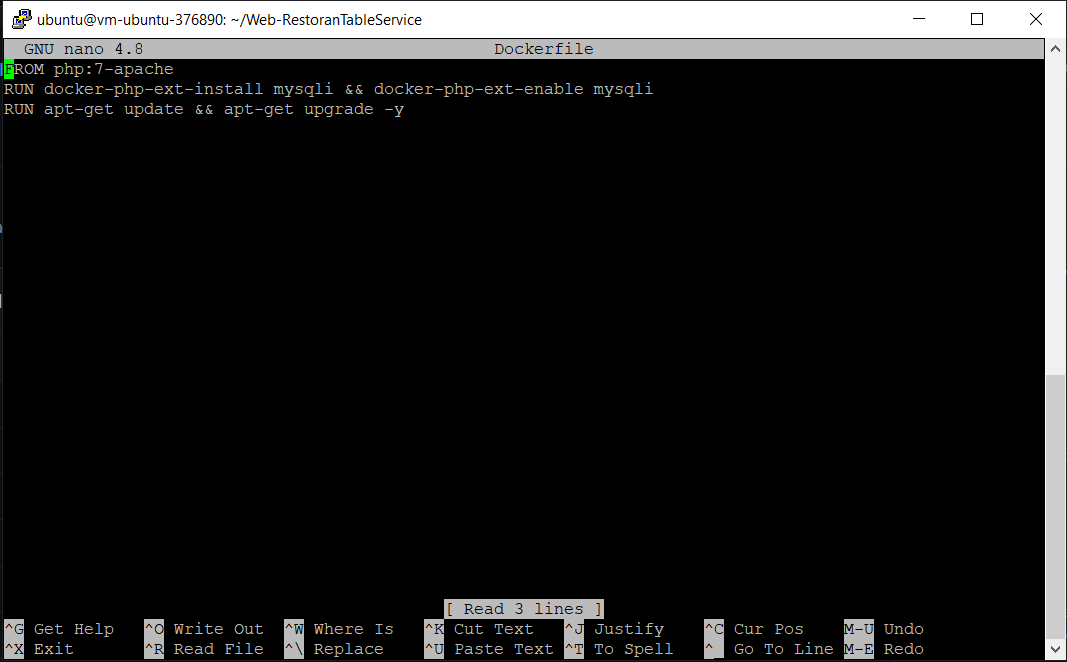 ubuntu@vm-ubuntu-376890: ~/Web-RestoranTableService
GNU nano 4.8 Dockerfile
FROM php:7-apache
RUN docker-php-ext-install mysqli && docker-php-ext-enable mysqli
RUN apt-get update && apt-get upgrade -y
[ Read 3 lines ]
^G Get Help ^O Write Out ^W Where Is ^K Cut Text ^J Justify ^C Cur Pos M-U Undo
^X Exit ^R Read File ^\ Replace ^U Paste Text ^T To Spell ^_ Go To Line M-E Redo